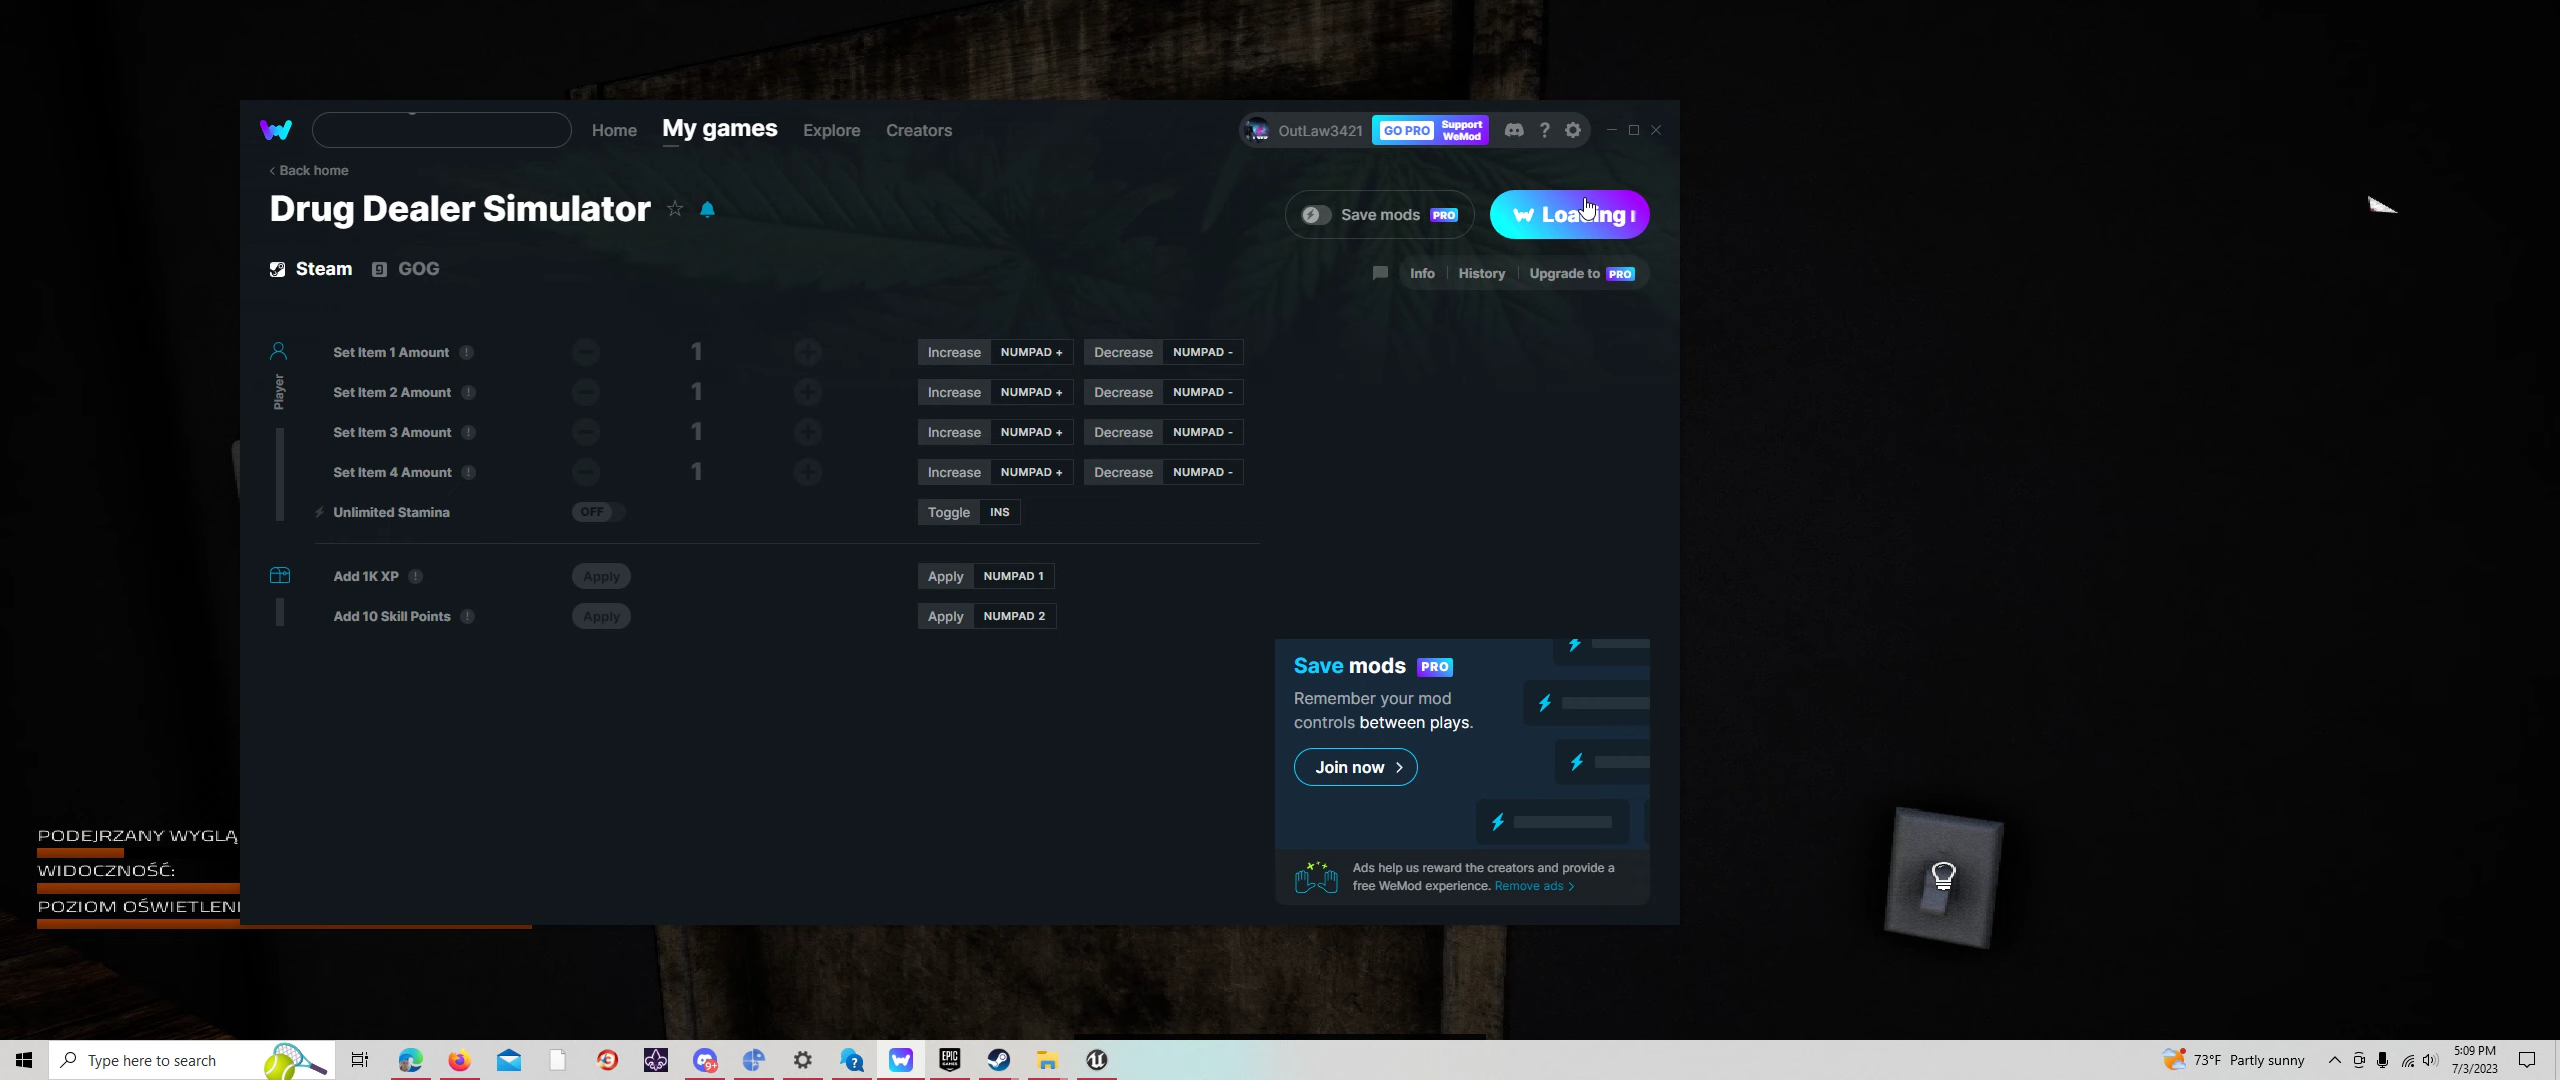 Home
My games
Explore
Creators
OutLaw3421
GO PRO
Support
WeMod
Back home
Drug Dealer Simulator
Save mods PRO
Steam
GOG
Info
History
Upgrade to PRO
Player
Set Item 1 Amount
1
Increase NUMPAD +
Decrease NUMPAD -
Set Item 2 Amount
1
Increase NUMPAD +
Decrease NUMPAD -
Set Item 3 Amount
1
Increase NUMPAD +
Decrease NUMPAD -
Set Item 4 Amount
1
Increase NUMPAD +
Decrease NUMPAD -
Unlimited Stamina
OFF
Toggle INS
Add 1K XP
Apply
Apply NUMPAD 1
Add 10 Skill Points
Apply
Apply NUMPAD 2
Save mods PRO
Remember your mod
controls between plays.
Join now
Ads help us reward the creators and provide a
free WeMod experience. Remove ads
PODEJRZANY WYGLĄ
WIDOCZNOŚĆ:
POZIOM OŚWIETLENI
Type here to search
9+
EPIC
GAMES
73°F Partly sunny
5:09 PM
7/3/2023